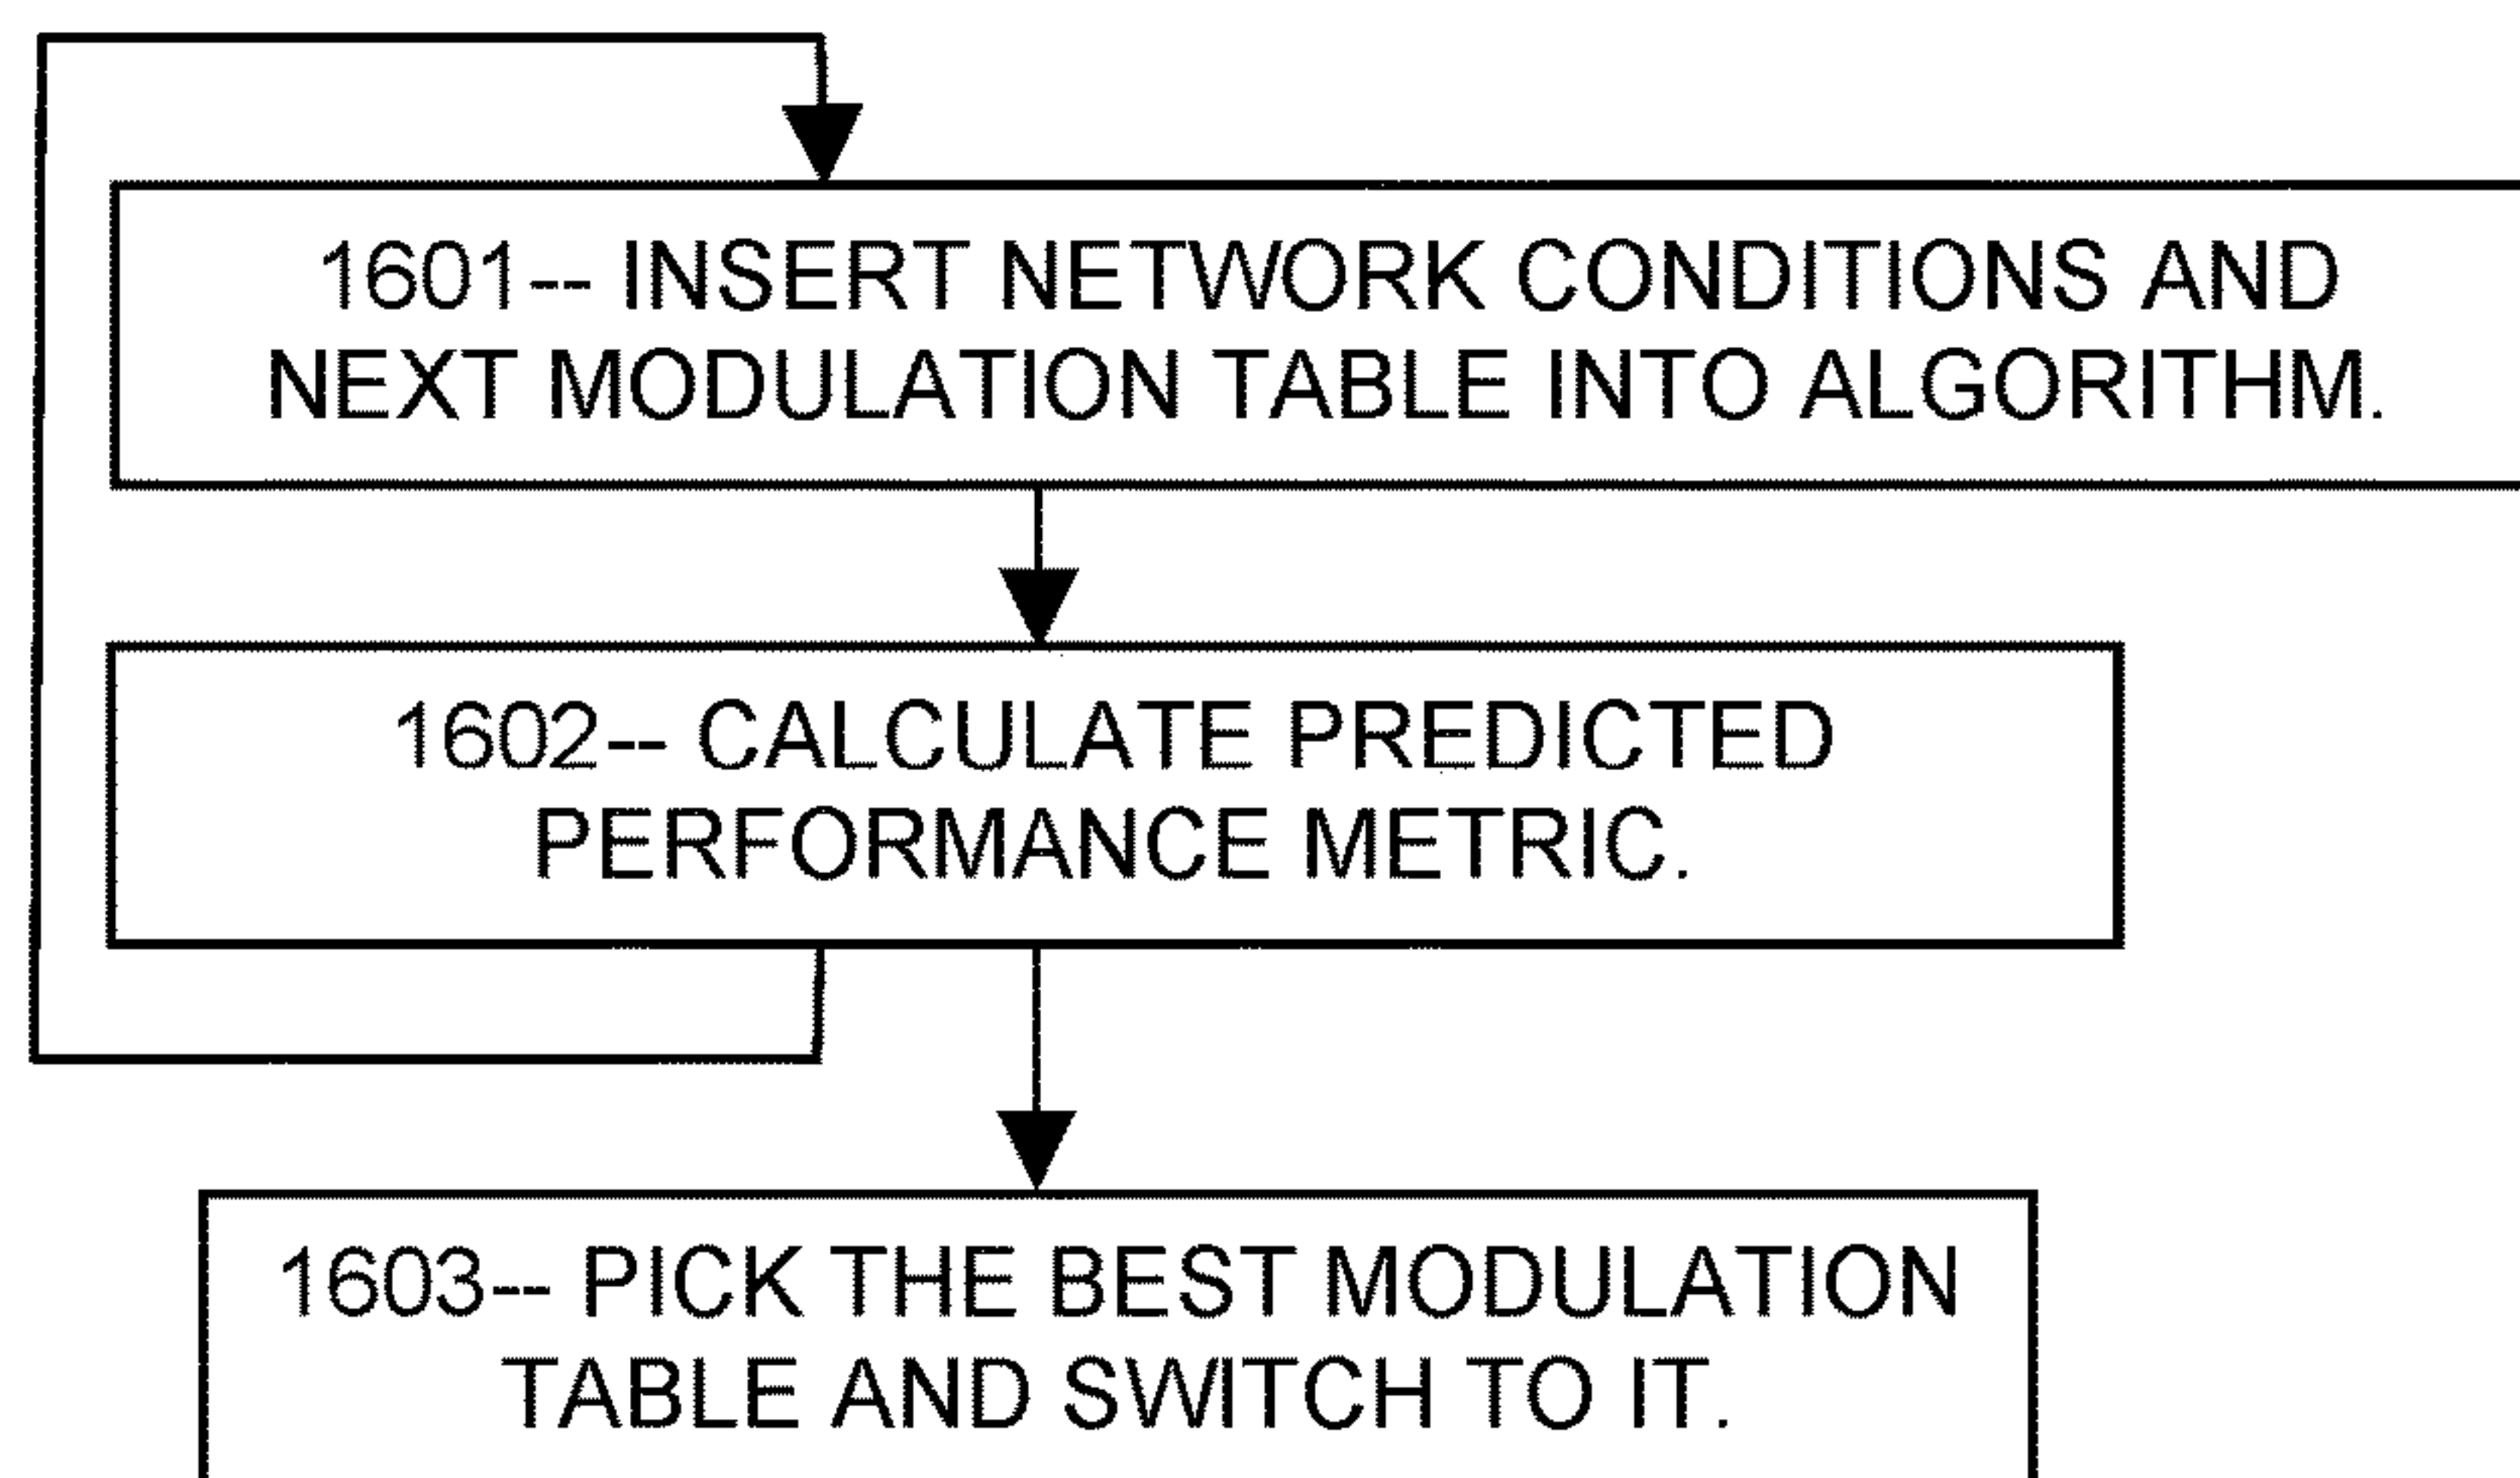 1601-- INSERT NETWORK CONDITIONS AND
NEXT MODULATION TABLE INTO ALGORITHM.
1602-- CALCULATE PREDICTED
PERFORMANCE METRIC.
1603-- PICK THE BEST MODULATION
TABLE AND SWITCH TO IT.